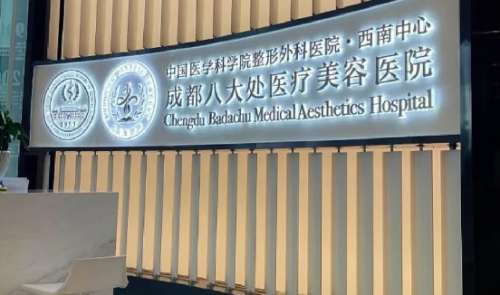 中国医学科学院整形外科医院·西南中心
成都八大处医疗美容医院
Chengdu Badachu Medical Aesthetics Hospital